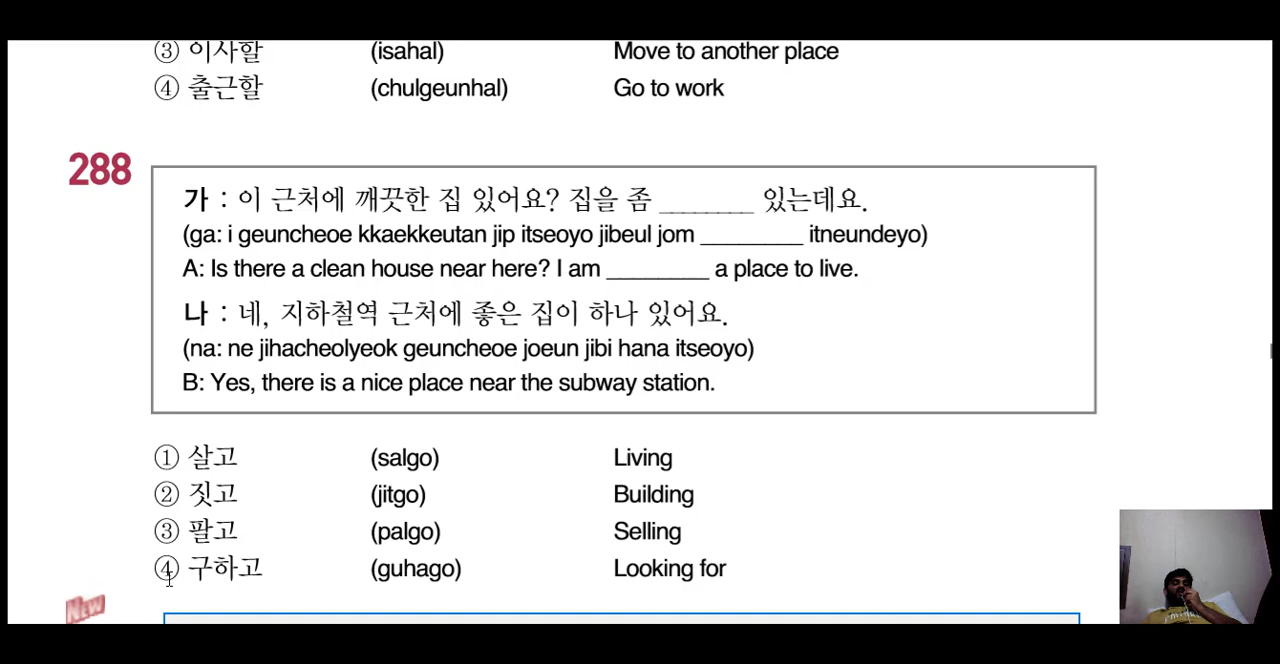 ③ 이사할 (isahal) Move to another place
④ 출근할 (chulgeunhal) Go to work
288
가 : 이 근처에 깨끗한 집 있어요? 집을 좀 ________ 있는데요.
(ga: i geuncheoe kkaekkeutan jip itseoyo jibeul jom ________ itneundeyo)
A: Is there a clean house near here? I am ________ a place to live.
나 : 네, 지하철역 근처에 좋은 집이 하나 있어요.
(na: ne jihacheolyeok geuncheoe joeun jibi hana itseoyo)
B: Yes, there is a nice place near the subway station.
① 살고 (salgo) Living
② 짓고 (jitgo) Building
③ 팔고 (palgo) Selling
④ 구하고 (guhago) Looking for
NEW